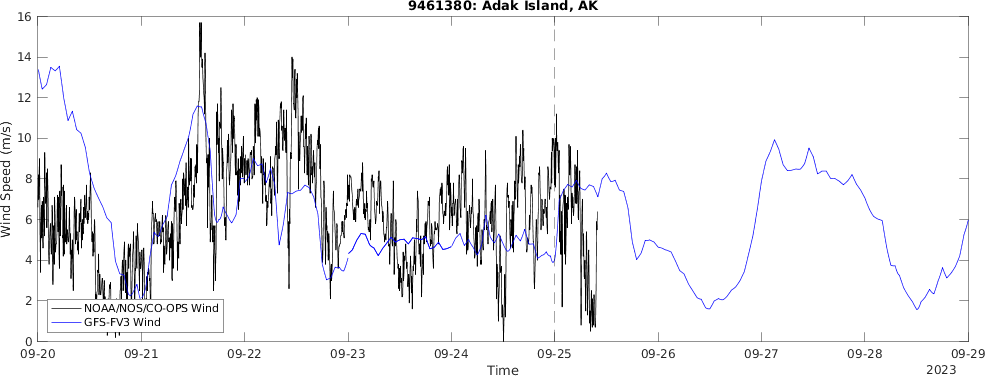 9461380: Adak Island, AK
Wind Speed (m/s)
16
14
12
10
8
6
4
2
0
NOAA/NOS/CO-OPS Wind
GFS-FV3 Wind
09-20 09-21 09-22 09-23 09-24 09-25 09-26 09-27 09-28 09-29
Time
2023